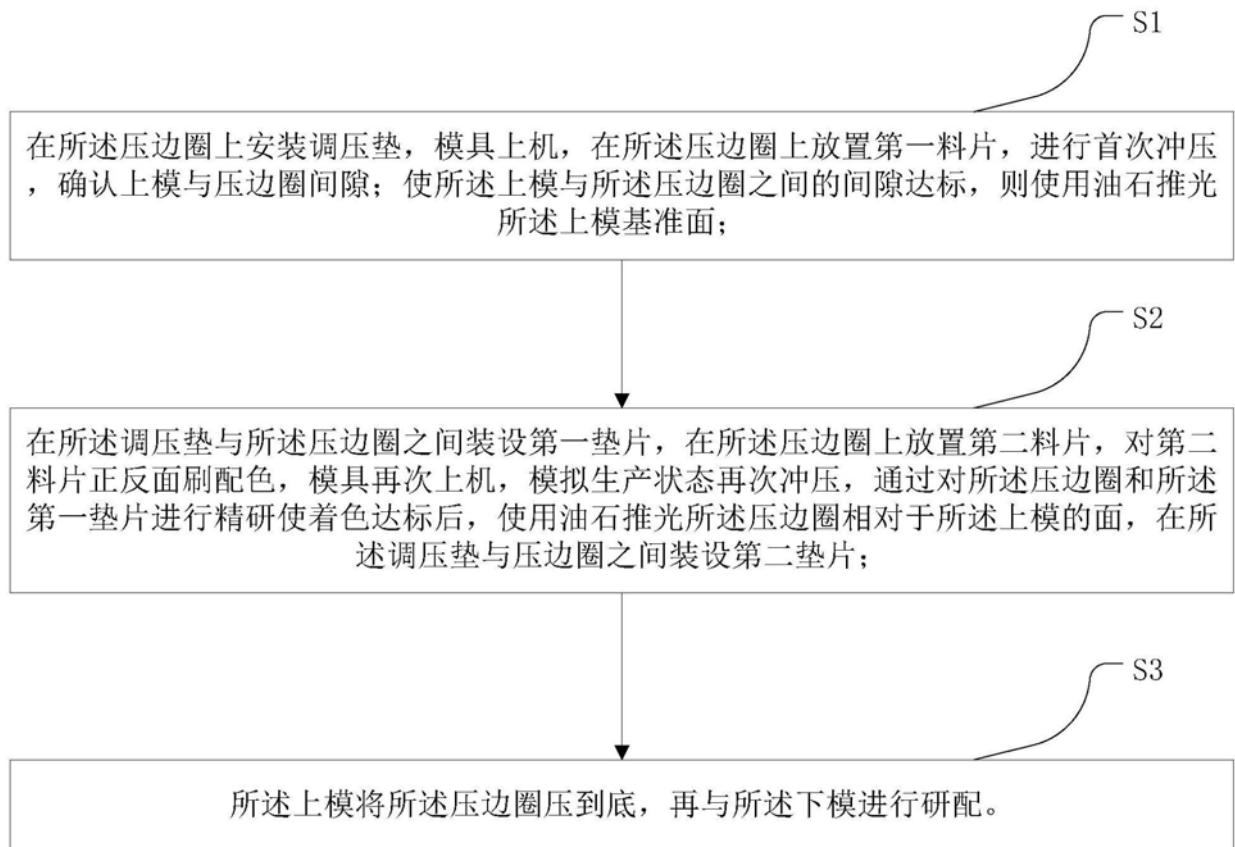 S1
在所述压边圈上安装调压垫，模具上机，在所述压边圈上放置第一料片，进行首次冲压
，确认上模与压边圈间隙；使所述上模与所述压边圈之间的间隙达标，则使用油石推光
所述上模基准面；
S2
在所述调压垫与所述压边圈之间装设第一垫片，在所述压边圈上放置第二料片，对第二
料片正反面刷配色，模具再次上机，模拟生产状态再次冲压，通过对所述压边圈和所述
第一垫片进行精研使着色达标后，使用油石推光所述压边圈相对于所述上模的面，在所
述调压垫与压边圈之间装设第二垫片；
S3
所述上模将所述压边圈压到底，再与所述下模进行研配。